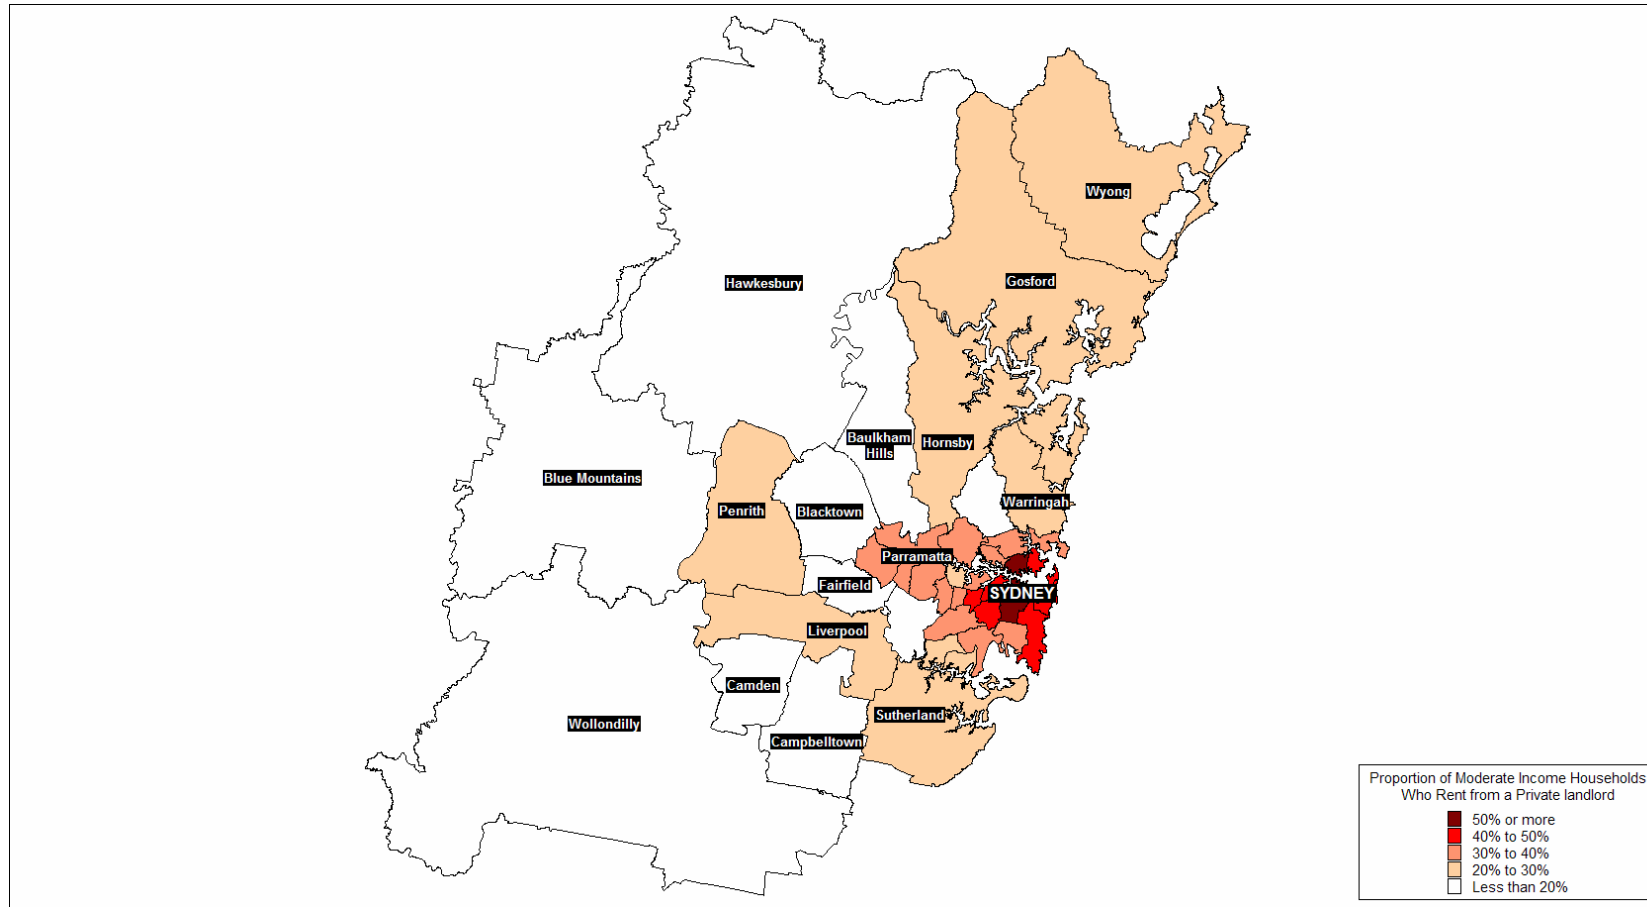 Wyong
Hawkesbury
Gosford
Baulkham
Hills
Hornsby
Blue Mountains
Warringah
Penrith
Blacktown
Parramatta
Fairfield
SYDNEY
Liverpool
Camden
Sutherland
Wollondilly
Campbelltown
Proportion of Moderate Income Households
Who Rent from a Private landlord
50% or more
40% to 50%
30% to 40%
20% to 30%
Less than 20%